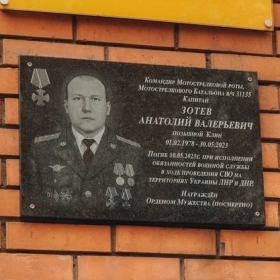 Командир Мотострелковой роты,
Мотострелкового Батальона в/ч 31135
Капитан
ЗОТЕВ
АНАТОЛИЙ ВАЛЕРЬЕВИЧ
позывной Клин
01.02.1978 - 30.05.2023
Погиб 30.05.2023г. при исполнении
обязанностей военной службы
в ходе проведения СВО на
территориях Украины ЛНР и ДНР.
Награждён
Орденом Мужества (посмертно)